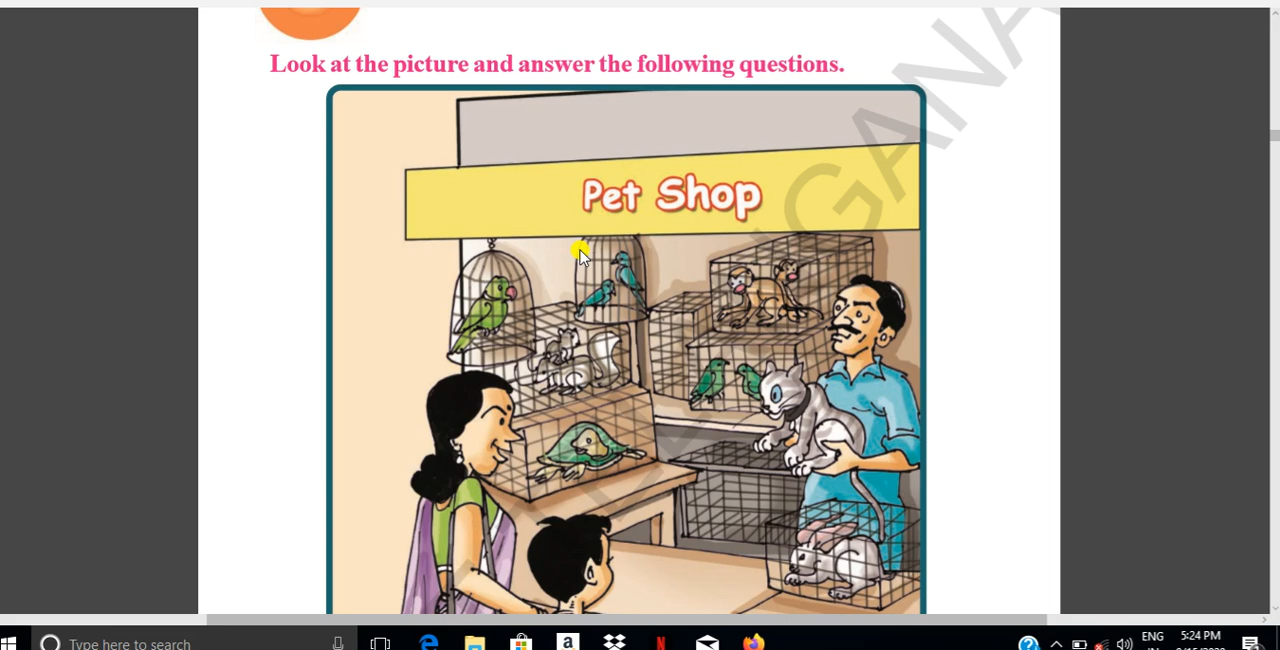 Look at the picture and answer the following questions.
Pet Shop
Type here to search
ENG
5:24 PM